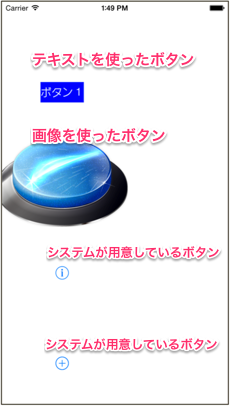 Carrier 1:49 PM
テキストを使ったボタン
ボタン 1
画像を使ったボタン
システムが用意しているボタン
システムが用意しているボタン